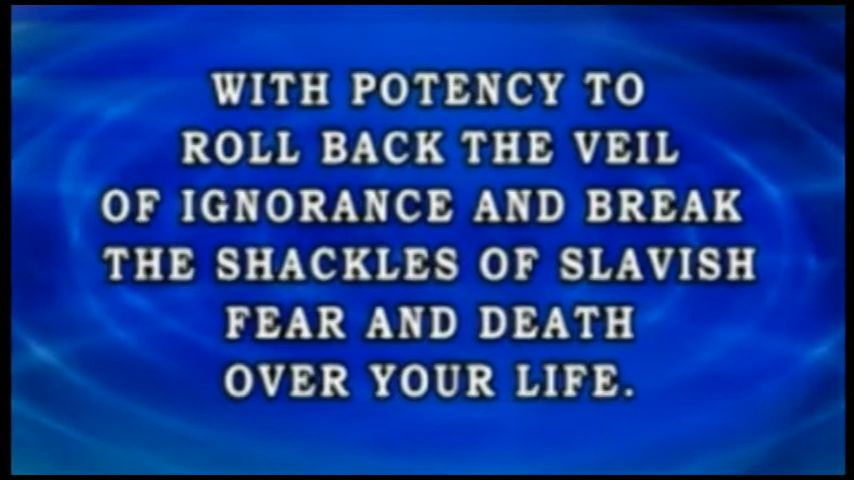 WITH POTENCY TO
ROLL BACK THE VEIL
OF IGNORANCE AND BREAK
THE SHACKLES OF SLAVISH
FEAR AND DEATH
OVER YOUR LIFE.